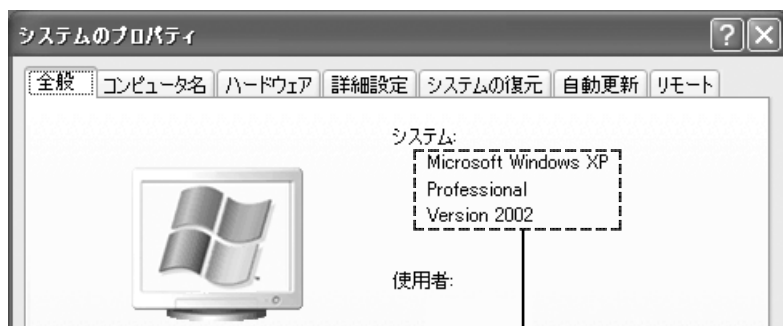 システムのプロパティ
全般 コンピュータ名 ハードウェア 詳細設定 システムの復元 自動更新 リモート
システム:
Microsoft Windows XP
Professional
Version 2002
使用者: